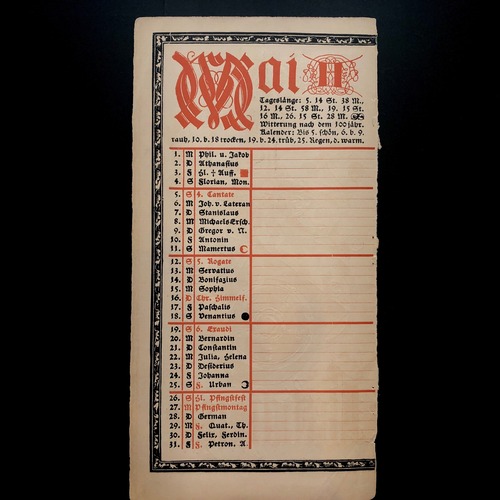 Mai
Tageslänge: 5. 14 St. 38 M.,
12. 14 St. 58 M., 19. 15 St.
16 M., 26. 15 St. 28 M.
Witterung nach dem 100jähr.
Kalender: Bis 5. schön, 6. b. 9.
rauh, 10. b. 18 trocken, 19. b. 24. trüb, 25. Regen, d. warm.
1. M Phil. u. Jakob
2. D Athanasius
3. F Hl. † Auff.
4. S Florian, Mon.
5. S 4. Cantate
6. M Joh. v. Lateran
7. D Stanislaus
8. M Michaels Ersch.
9. D Gregor v. N.
10. F Antonin
11. S Mamertus
12. S 5. Rogate
13. M Servatius
14. D Bonifazius
15. M Sophia
16. D Chr. Himmelf.
17. F Paschalis
18. S Venantius
19. S 6. Exaudi
20. M Bernardin
21. D Constantin
22. M Julia, Helena
23. D Desiderius
24. F Johanna
25. S F. Urban
26. S Hl. Pfingstfest
27. M Pfingstmontag
28. D German
29. M F. Quat., Th.
30. D Felix, Ferdin.
31. F F. Petron. A.